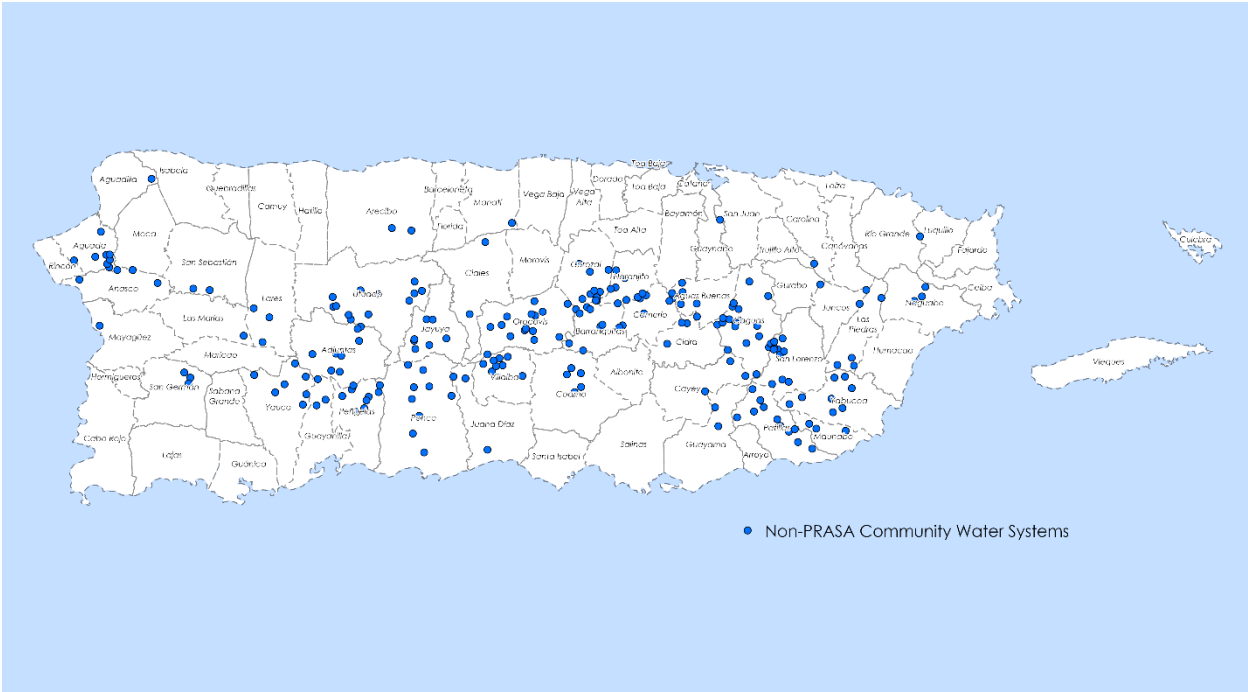 Toa Baja
Isabela
Aguadilla
Quebradillas
Camuy
Hatillo
Arecibo
Barceloneta
Manatí
Vega Baja
Vega
Alta
Dorado
Toa Baja
Cataño
Bayamón
San Juan
Carolina
Loíza
Río Grande
Luquillo
Fajardo
Culebra
Aguada
Moca
Rincón
San Sebastián
Florida
Toa Alta
Guaynabo
Trujillo Alto
Canóvanas
Ciales
Morovis
Corozal
Naranjito
Añasco
Lares
Utuado
Aguas Buenas
Gurabo
Ceiba
Naguabo
Juncos
Las Marías
Jayuya
Orocovis
Barranquitas
Comerío
Caguas
Las
Piedras
Mayagüez
Maricao
Adjuntas
Cidra
San Lorenzo
Humacao
Hormigueros
San Germán
Sabana
Grande
Yauco
Villalba
Aibonito
Vieques
Peñuelas
Ponce
Coamo
Cayey
Yabucoa
Cabo Rojo
Lajas
Guánica
Guayanilla
Juana Díaz
Santa Isabel
Salinas
Guayama
Arroyo
Patillas
Maunabo
Non-PRASA Community Water Systems